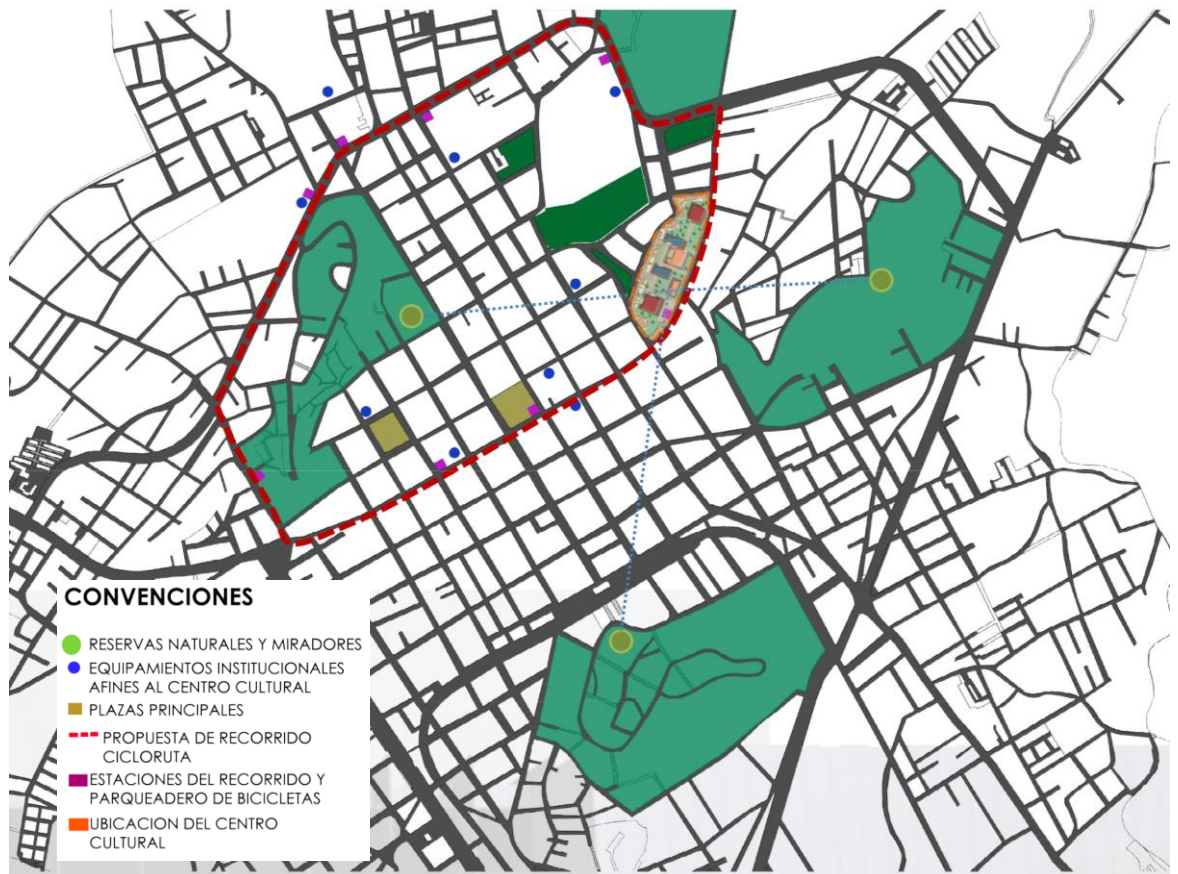 CONVENCIONES
RESERVAS NATURALES Y MIRADORES
EQUIPAMIENTOS INSTITUCIONALES
AFINES AL CENTRO CULTURAL
PLAZAS PRINCIPALES
PROPUESTA DE RECORRIDO
CICLORUTA
ESTACIONES DEL RECORRIDO Y
PARQUEADERO DE BICICLETAS
UBICACION DEL CENTRO
CULTURAL